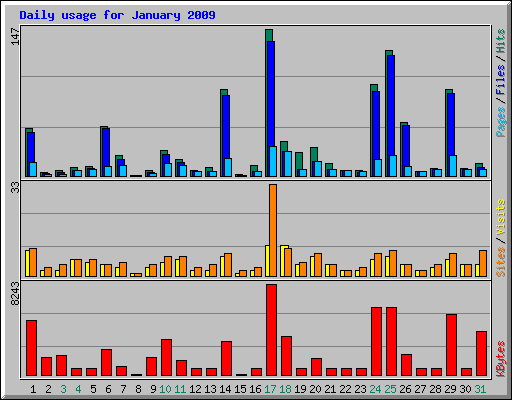 Daily usage for January 2009
147
Pages / Files / Hits
33
Sites / Visits
8243
KBytes
1 2 3 4 5 6 7 8 9 10 11 12 13 14 15 16 17 18 19 20 21 22 23 24 25 26 27 28 29 30 31